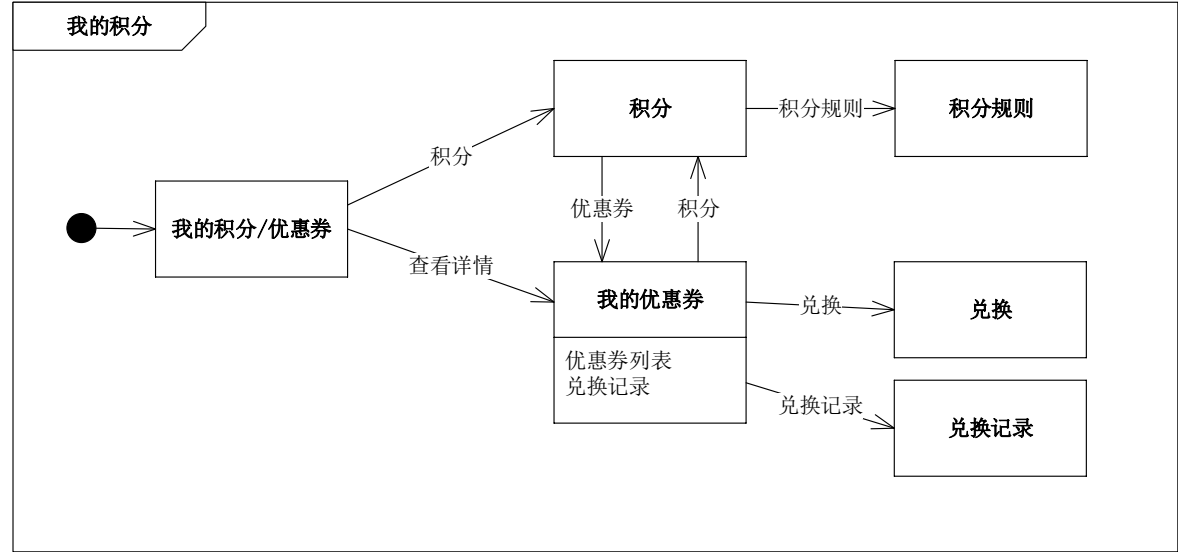 我的积分
积分
积分规则
积分规则
积分
优惠券
积分
我的积分/优惠券
查看详情
我的优惠券
兑换
兑换
优惠券列表
兑换记录
兑换记录
兑换记录